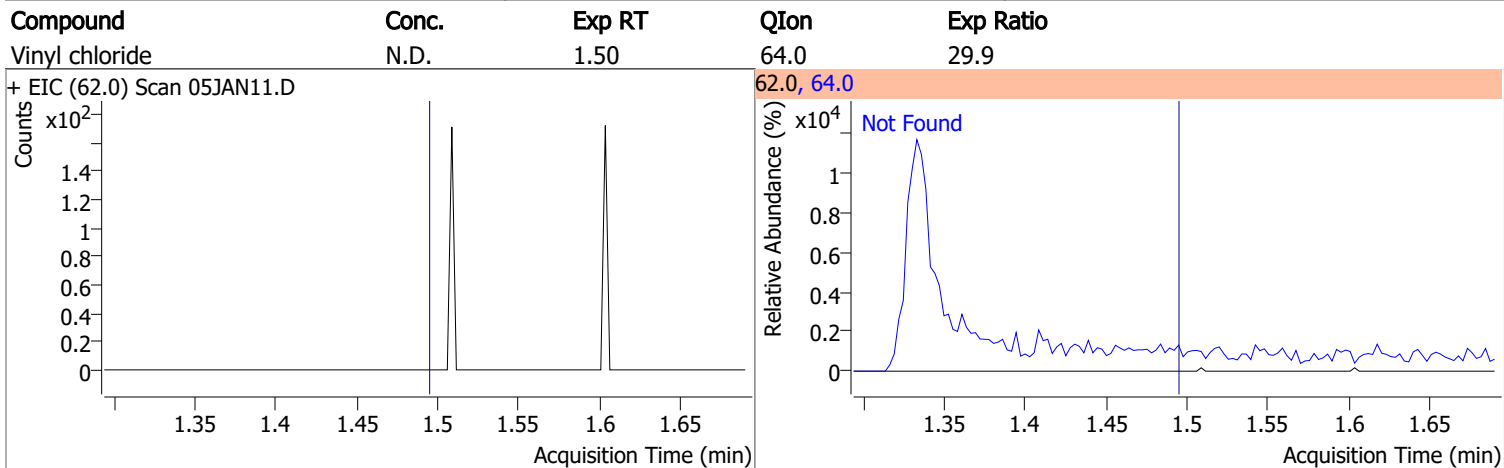 Compound Conc. Exp RT QIon Exp Ratio
Vinyl chloride N.D. 1.50 64.0 29.9
+ EIC (62.0) Scan 05JAN11.D
Counts
x10²
1.4
1.2
1
0.8
0.6
0.4
0.2
0
1.35 1.4 1.45 1.5 1.55 1.6 1.65
Acquisition Time (min)
62.0, 64.0
Relative Abundance (%)
x10⁴
Not Found
1
0.8
0.6
0.4
0.2
0
1.35 1.4 1.45 1.5 1.55 1.6 1.65
Acquisition Time (min)